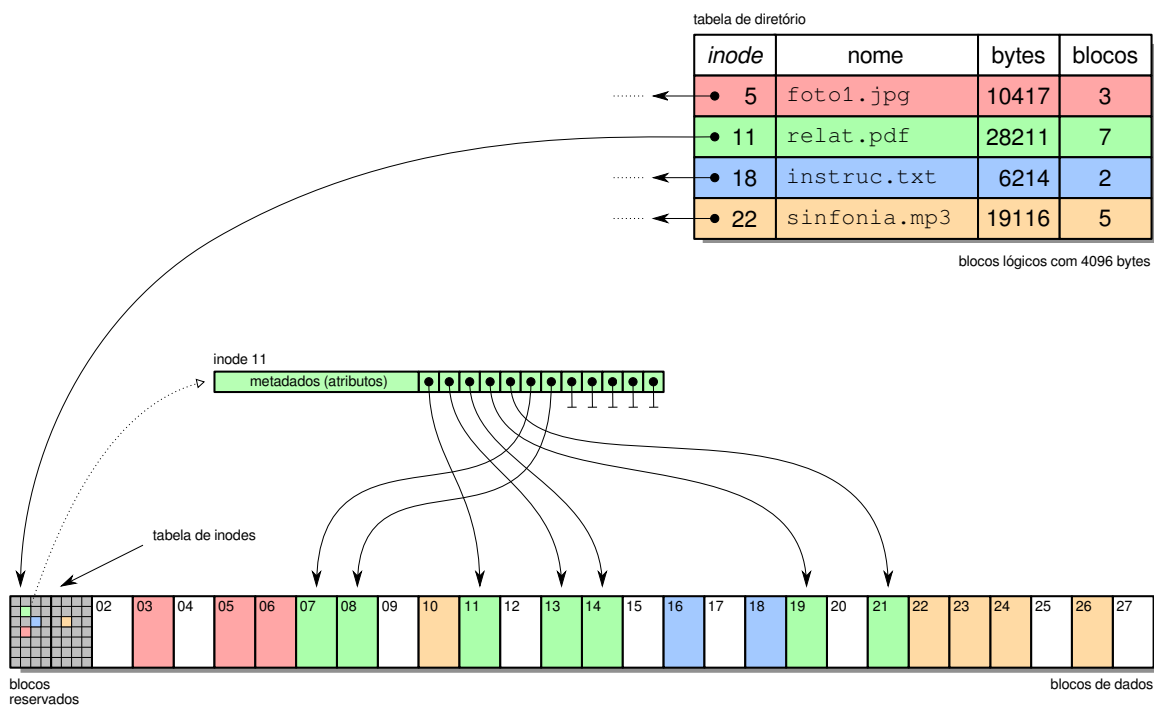 tabela de diretório
inode nome bytes blocos
5 foto1.jpg 10417 3
11 relat.pdf 28211 7
18 instruc.txt 6214 2
22 sinfonia.mp3 19116 5
blocos lógicos com 4096 bytes
inode 11
metadados (atributos)
tabela de inodes
02 03 04 05 06 07 08 09 10 11 12 13 14 15 16 17 18 19 20 21 22 23 24 25 26 27
blocos
reservados
blocos de dados